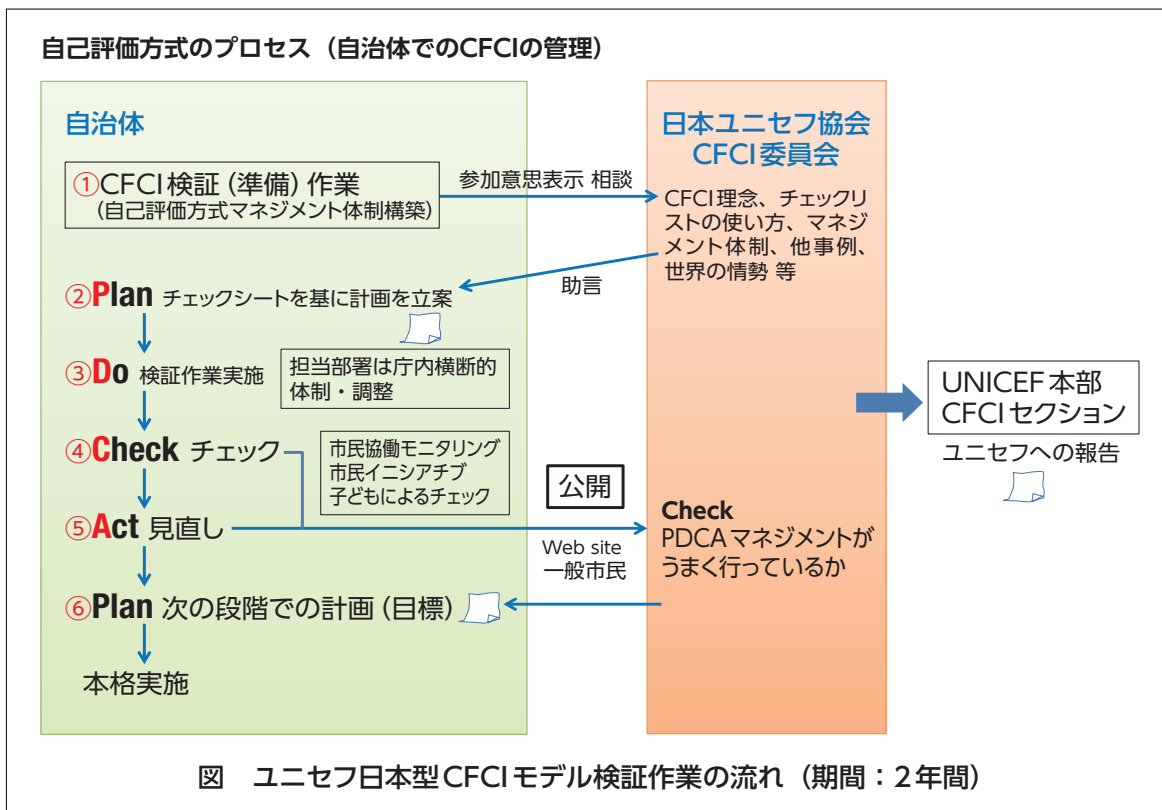 自己評価方式のプロセス（自治体でのCFCIの管理）
自治体
①CFCI検証（準備）作業
（自己評価方式マネジメント体制構築）
参加意思表示 相談
日本ユニセフ協会
CFCI委員会
CFCI理念、チェックリ
ストの使い方、マネジ
メント体制、他事例、
世界の情勢 等
助言
②Plan チェックシートを基に計画を立案
③Do 検証作業実施
担当部署は庁内横断的
体制・調整
④Check チェック
市民協働モニタリング
市民イニシアチブ
子どもによるチェック
公開
⑤Act 見直し
Web site
一般市民
Check
PDCAマネジメントが
うまく行っているか
UNICEF本部
CFCIセクション
ユニセフへの報告
⑥Plan 次の段階での計画（目標）
本格実施
図　ユニセフ日本型CFCIモデル検証作業の流れ（期間：２年間）